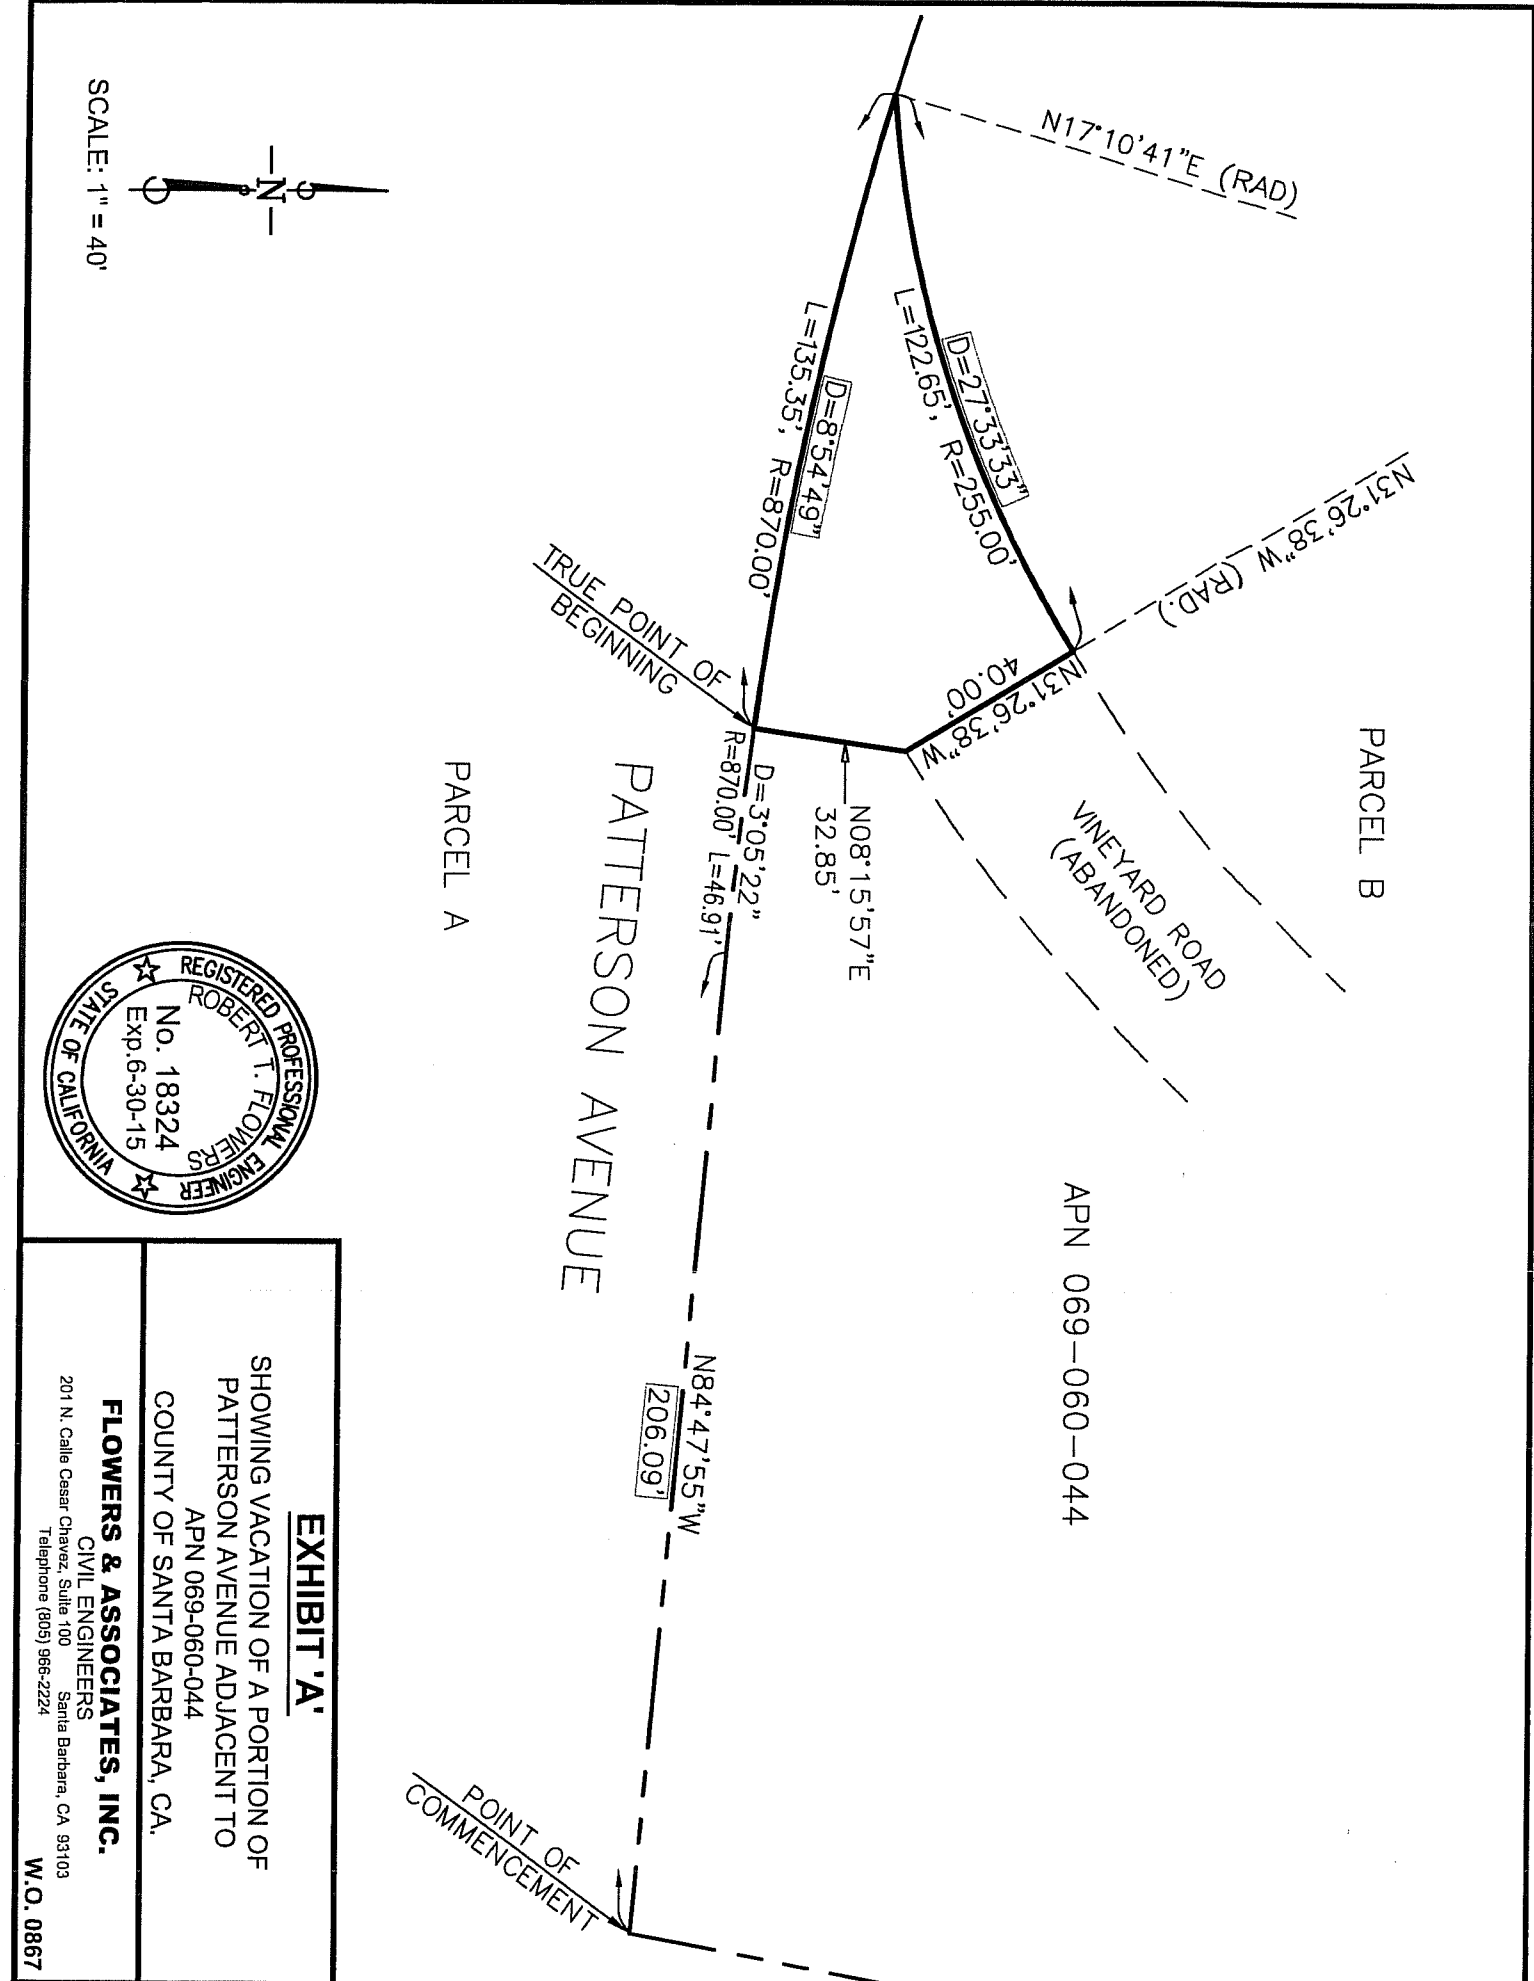 N17°10'41"E (RAD)
N31°26'38"W (RAD.)
D=27°33'33"
L=122.65', R=255.00'
N31°26'38"W
40.00'
PARCEL B
VINEYARD ROAD
(ABANDONED)
D=8°54'49"
L=135.35', R=870.00'
N08°15'57"E
32.85'
APN 069-060-044
TRUE POINT OF
BEGINNING
D=3°05'22"
R=870.00' L=46.91'
N84°47'55"W
206.09'
PATTERSON AVENUE
PARCEL A
POINT OF
COMMENCEMENT
N
SCALE: 1" = 40'
REGISTERED PROFESSIONAL ENGINEER
ROBERT T. FLOWERS
No. 18324
Exp.6-30-15
STATE OF CALIFORNIA
EXHIBIT 'A'
SHOWING VACATION OF A PORTION OF
PATTERSON AVENUE ADJACENT TO
APN 069-060-044
COUNTY OF SANTA BARBARA, CA.
FLOWERS & ASSOCIATES, INC.
CIVIL ENGINEERS
201 N. Calle Cesar Chavez, Suite 100 Santa Barbara, CA 93103
Telephone (805) 966-2224
W.O. 0867